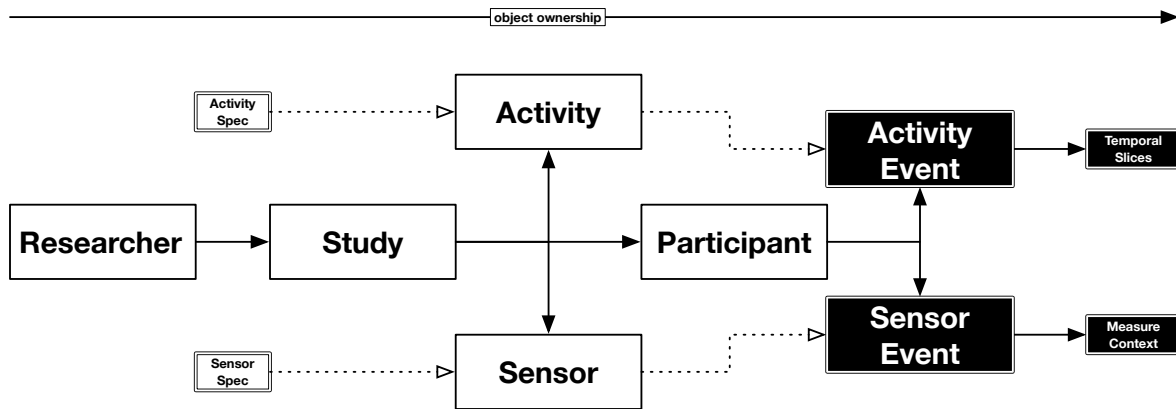 object ownership
Activity
Spec
Activity
Activity
Event
Temporal
Slices
Researcher
Study
Participant
Sensor
Spec
Sensor
Sensor
Event
Measure
Context